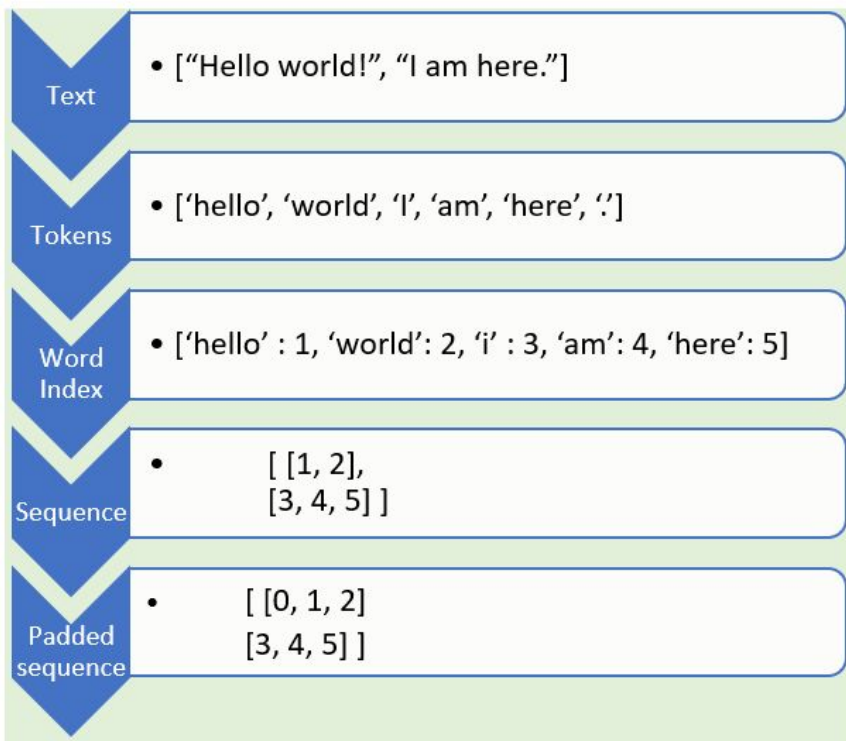 Text
• [“Hello world!”, “I am here.”]
Tokens
• [‘hello’, ‘world’, ‘I’, ‘am’, ‘here’, ‘.’]
Word
Index
• [‘hello’ : 1, ‘world’: 2, ‘i’ : 3, ‘am’: 4, ‘here’: 5]
Sequence
• [ [1, 2],
[3, 4, 5] ]
Padded
sequence
• [ [0, 1, 2]
[3, 4, 5] ]